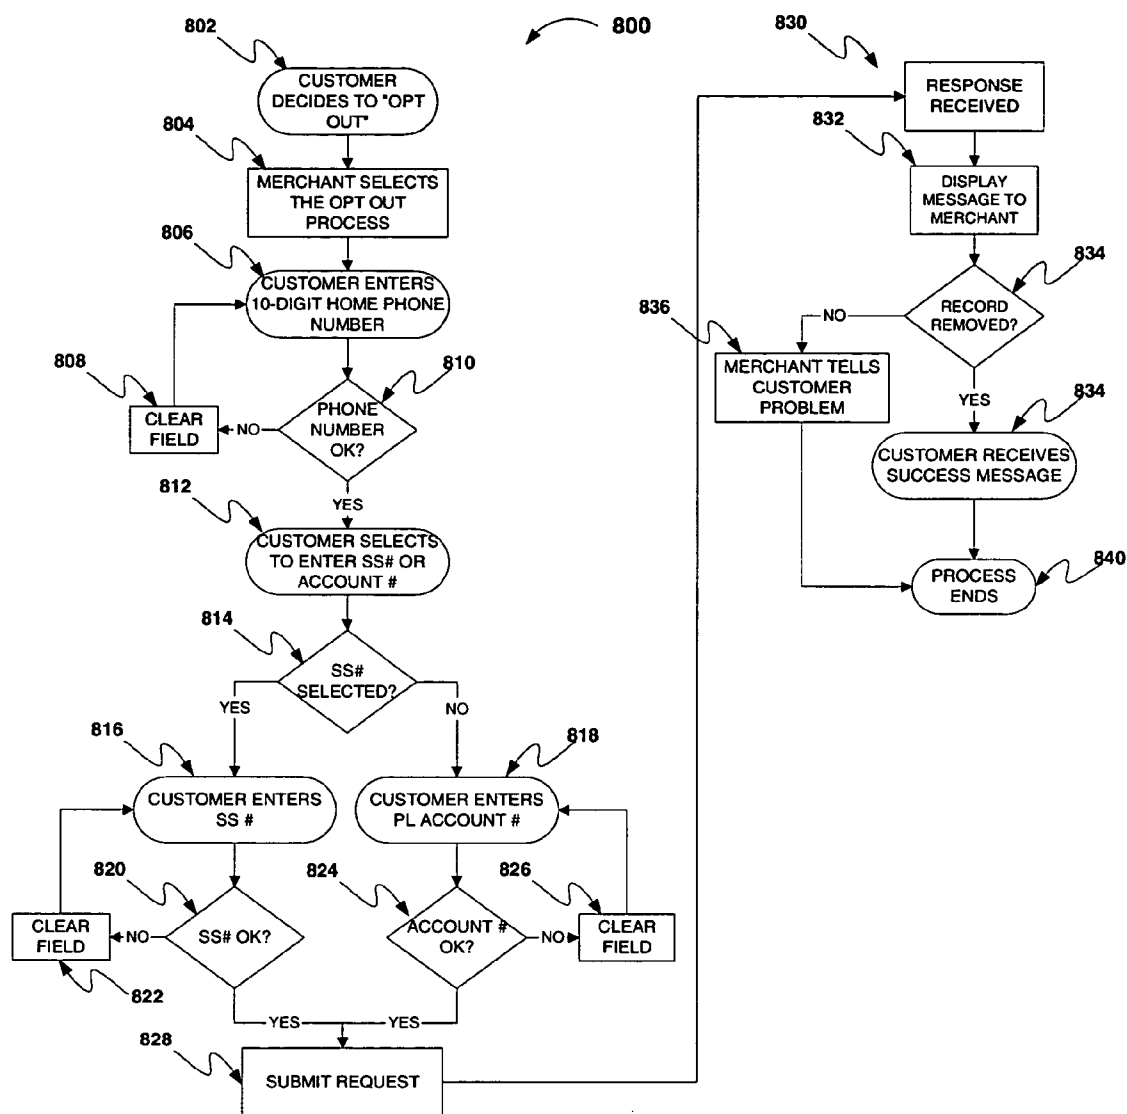 800
802
CUSTOMER
DECIDES TO "OPT
OUT"
804
MERCHANT SELECTS
THE OPT OUT
PROCESS
806
CUSTOMER ENTERS
10-DIGIT HOME PHONE
NUMBER
808
CLEAR
FIELD
810
PHONE
NUMBER
OK?
NO
YES
812
CUSTOMER SELECTS
TO ENTER SS# OR
ACCOUNT #
814
SS#
SELECTED?
YES
NO
816
CUSTOMER ENTERS
SS #
818
CUSTOMER ENTERS
PL ACCOUNT #
820
SS# OK?
NO
CLEAR
FIELD
822
824
ACCOUNT #
OK?
NO
826
CLEAR
FIELD
YES
YES
828
SUBMIT REQUEST
830
RESPONSE
RECEIVED
832
DISPLAY
MESSAGE TO
MERCHANT
834
RECORD
REMOVED?
NO
836
MERCHANT TELLS
CUSTOMER
PROBLEM
YES
834
CUSTOMER RECEIVES
SUCCESS MESSAGE
840
PROCESS
ENDS